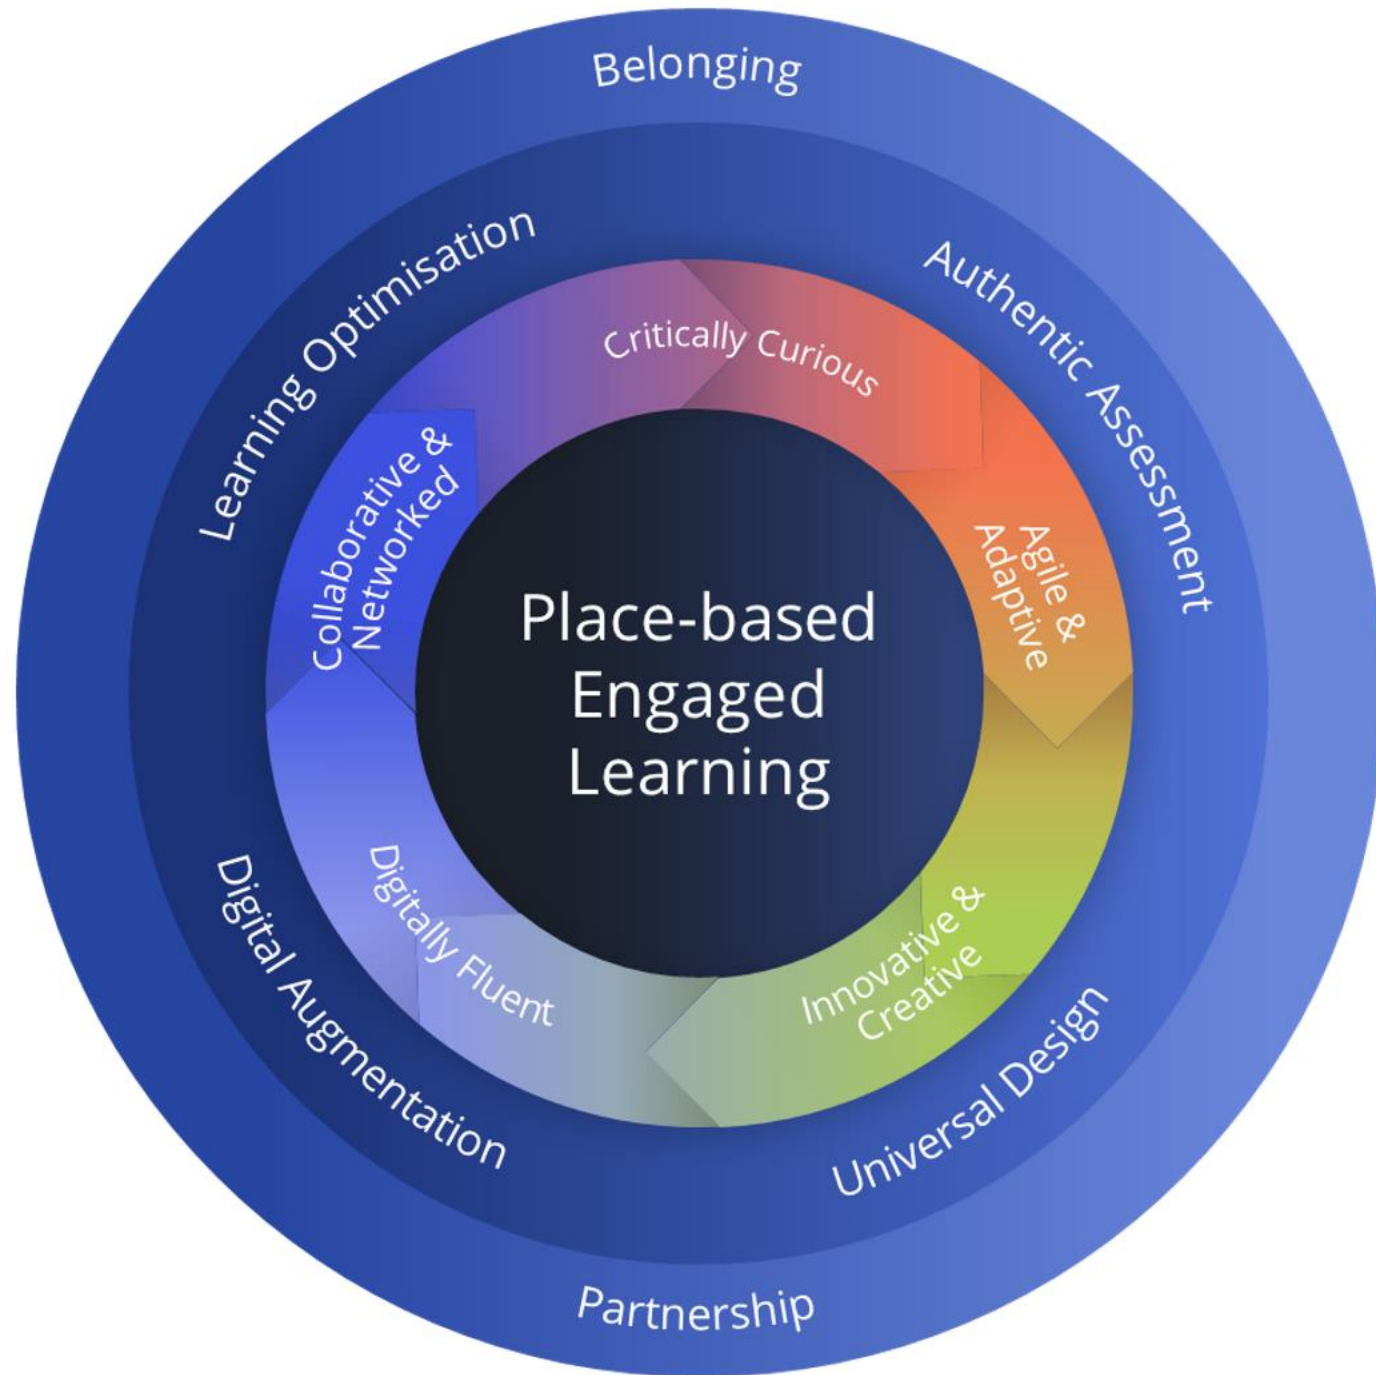 Belonging
Learning Optimisation
Authentic Assessment
Critically Curious
Collaborative &
Networked
Agile &
Adaptive
Place-based
Engaged
Learning
Digitally Fluent
Innovative &
Creative
Digital Augmentation
Universal Design
Partnership